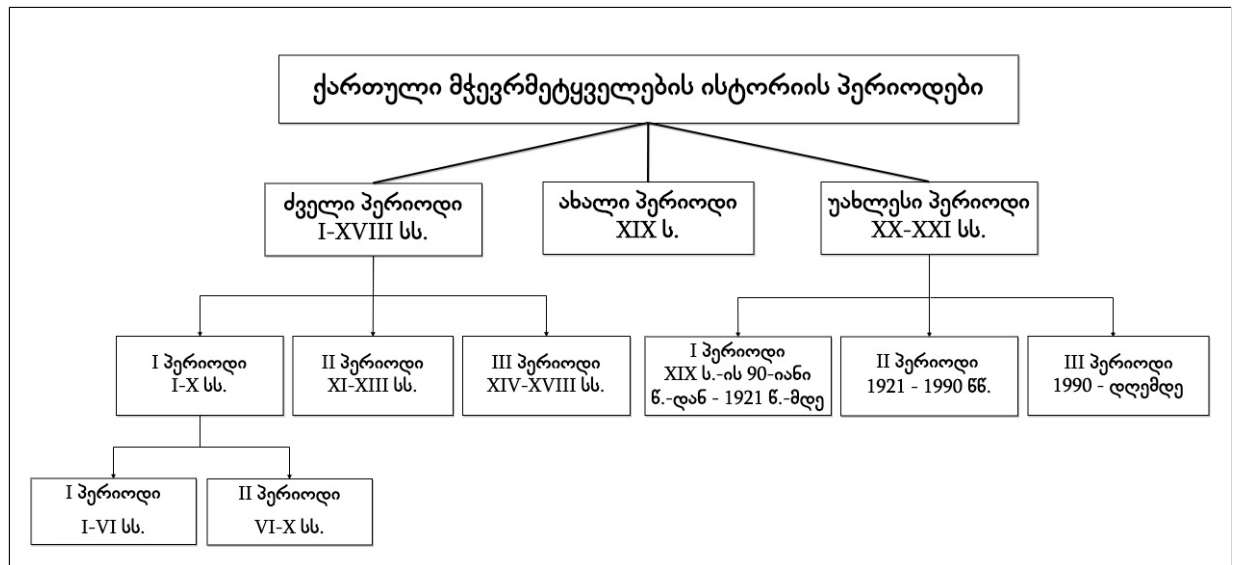 ქართული მჭევრმეტყველების ისტორიის პერიოდები
ძველი პერიოდი
I-XVIII სს.
ახალი პერიოდი
XIX ს.
უახლესი პერიოდი
XX-XXI სს.
I პერიოდი
I-X სს.
II პერიოდი
XI-XIII სს.
III პერიოდი
XIV-XVIII სს.
I პერიოდი
XIX ს.-ის 90-იანი
წ.-დან - 1921 წ.-მდე
II პერიოდი
1921 - 1990 წწ.
III პერიოდი
1990 - დღემდე
I პერიოდი
I-VI სს.
II პერიოდი
VI-X სს.